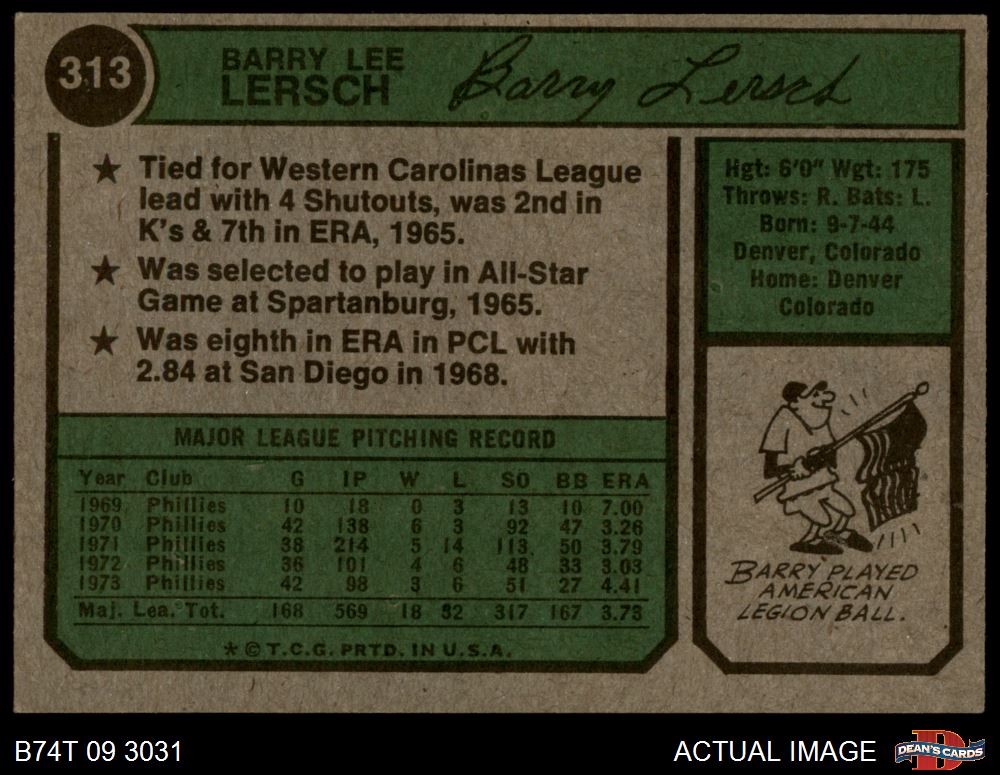 313
BARRY LEE
LERSCH
Barry Lersch
★ Tied for Western Carolinas League
lead with 4 Shutouts, was 2nd in
K's & 7th in ERA, 1965.
★ Was selected to play in All-Star
Game at Spartanburg, 1965.
★ Was eighth in ERA in PCL with
2.84 at San Diego in 1968.
Hgt: 6'0" Wgt: 175
Throws: R. Bats: L.
Born: 9-7-44
Denver, Colorado
Home: Denver
Colorado
MAJOR LEAGUE PITCHING RECORD
Year Club G IP W L SO BB ERA
1969 Phillies 10 18 0 3 13 10 7.00
1970 Phillies 42 138 6 3 92 47 3.26
1971 Phillies 38 214 5 14 113 50 3.79
1972 Phillies 36 101 4 6 48 33 3.03
1973 Phillies 42 98 3 6 51 27 4.41
Maj. Lea. Tot. 168 569 18 32 317 167 3.73
* © T.C.G. PRTD. IN U.S.A.
BARRY PLAYED
AMERICAN
LEGION BALL.
B74T 09 3031
ACTUAL IMAGE
D
DEAN'S CARDS